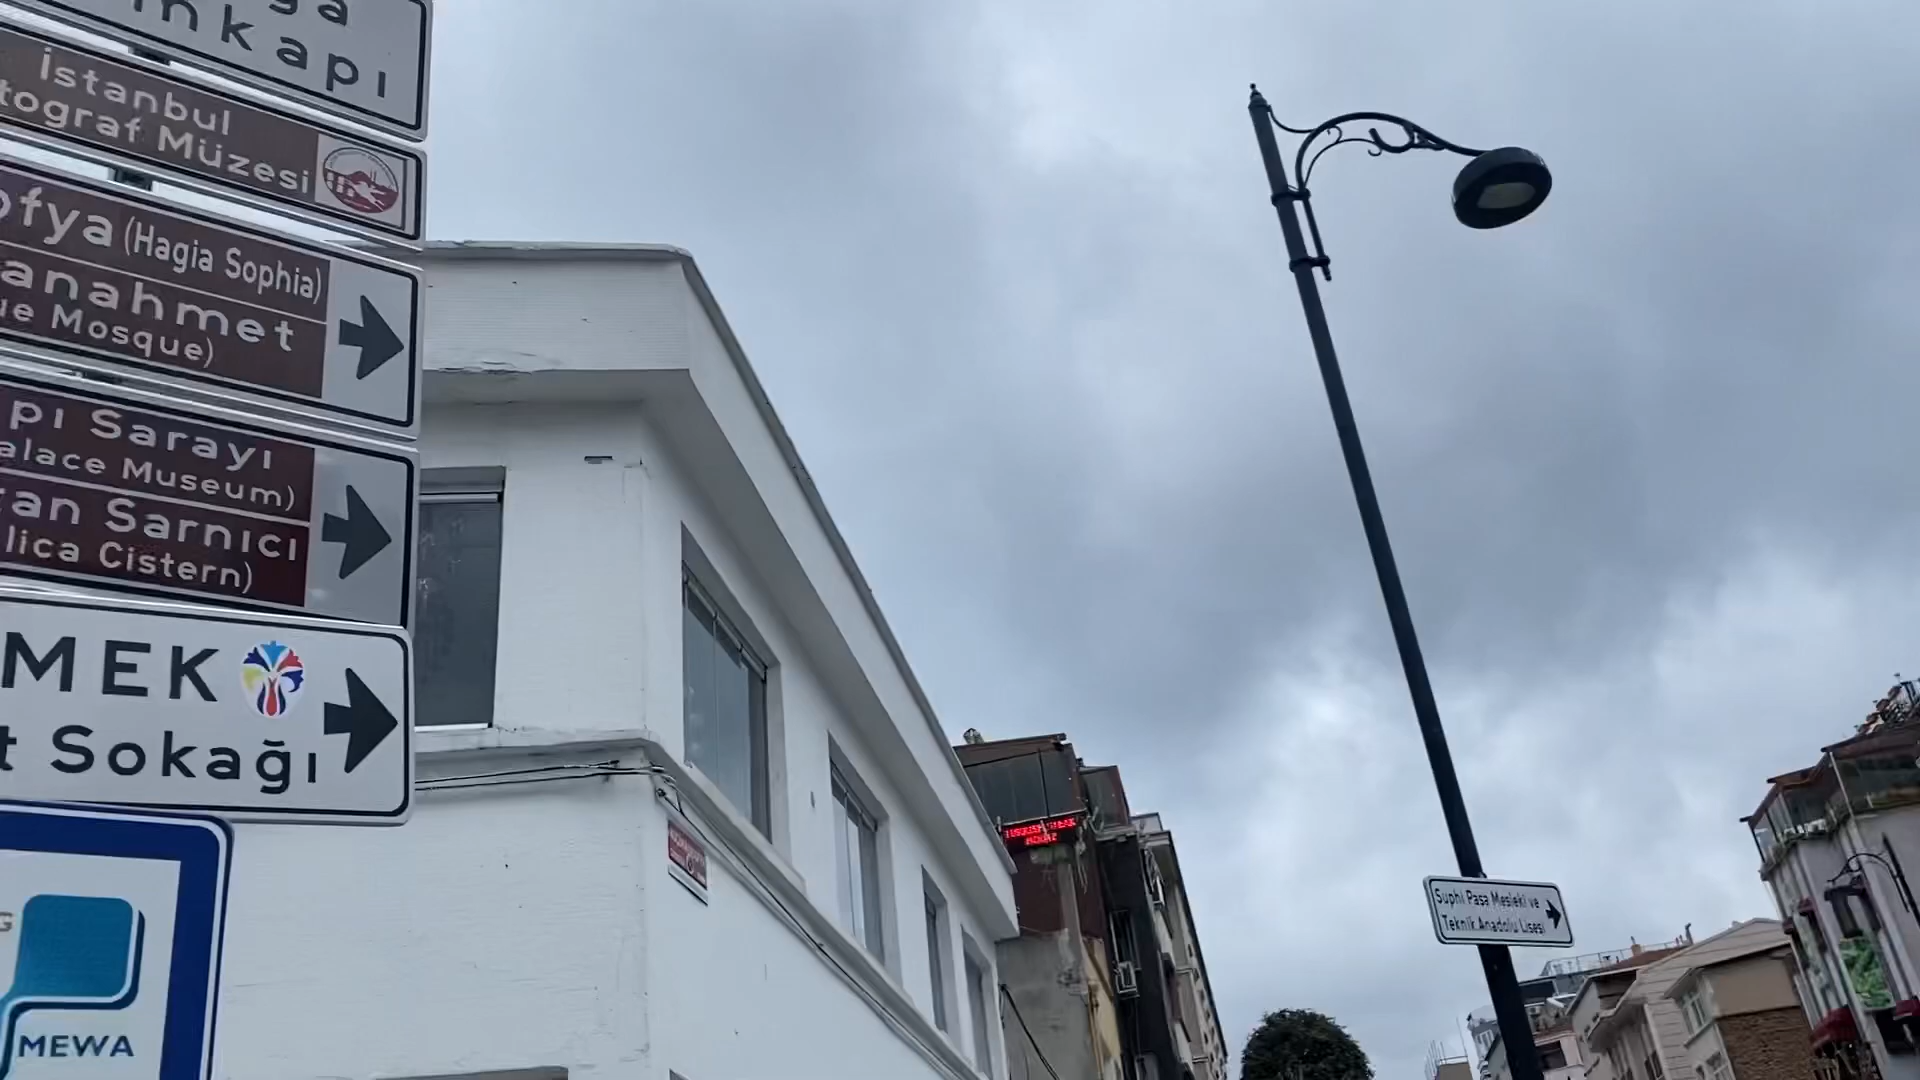 nkapı
İstanbul
tograf Müzesi
ofya (Hagia Sophia)
anahmet
ue Mosque)
pı Sarayı
alace Museum)
tan Sarnıcı
lica Cistern)
MEK
t Sokağı
G
MEWA
Suphi Paşa Mesleki ve
Teknik Anadolu Lisesi